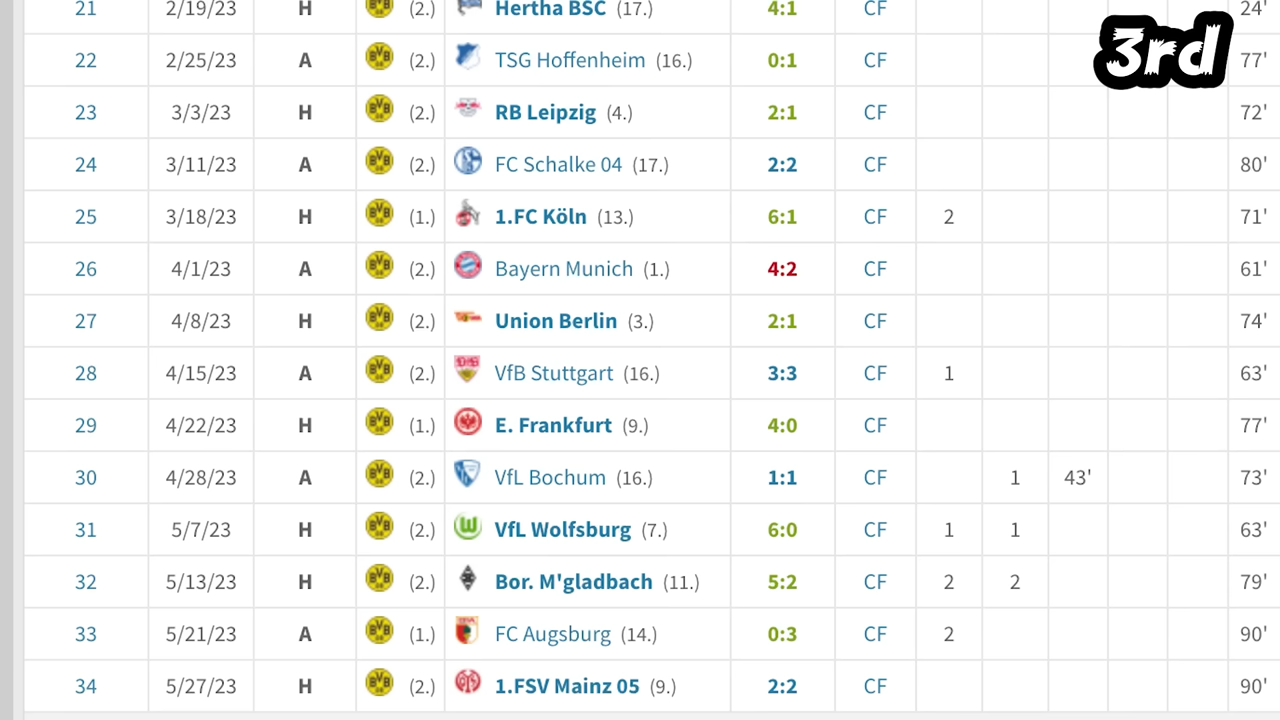 21 2/19/23 H (2.) Hertha BSC (17.) 4:1 CF 24'
3rd
22 2/25/23 A (2.) TSG Hoffenheim (16.) 0:1 CF 77'
23 3/3/23 H (2.) RB Leipzig (4.) 2:1 CF 72'
24 3/11/23 A (2.) FC Schalke 04 (17.) 2:2 CF 80'
25 3/18/23 H (1.) 1.FC Köln (13.) 6:1 CF 2 71'
26 4/1/23 A (2.) Bayern Munich (1.) 4:2 CF 61'
27 4/8/23 H (2.) Union Berlin (3.) 2:1 CF 74'
28 4/15/23 A (2.) VfB Stuttgart (16.) 3:3 CF 1 63'
29 4/22/23 H (1.) E. Frankfurt (9.) 4:0 CF 77'
30 4/28/23 A (2.) VfL Bochum (16.) 1:1 CF 1 43' 73'
31 5/7/23 H (2.) VfL Wolfsburg (7.) 6:0 CF 1 1 63'
32 5/13/23 H (2.) Bor. M'gladbach (11.) 5:2 CF 2 2 79'
33 5/21/23 A (1.) FC Augsburg (14.) 0:3 CF 2 90'
34 5/27/23 H (2.) 1.FSV Mainz 05 (9.) 2:2 CF 90'